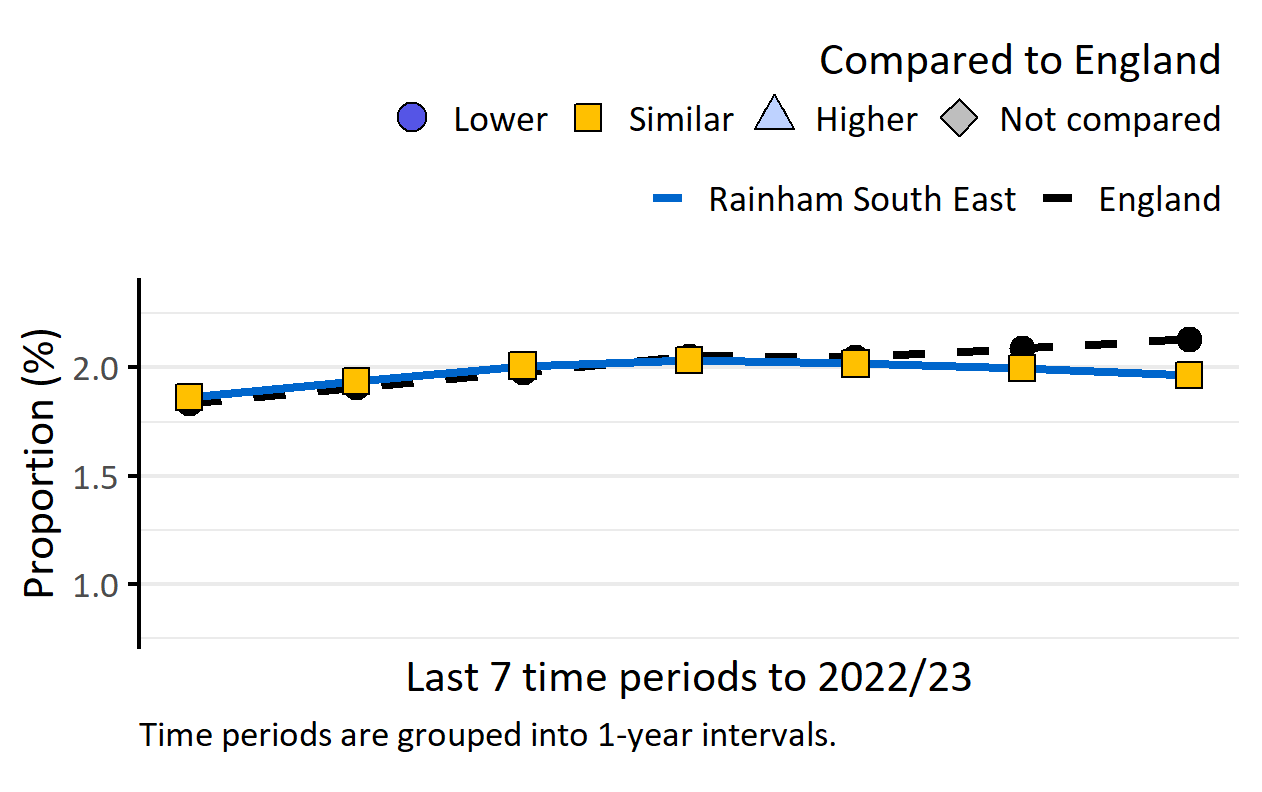 Compared to England
Lower Similar Higher Not compared
Rainham South East England
Proportion (%)
2.0
1.5
1.0
Last 7 time periods to 2022/23
Time periods are grouped into 1-year intervals.